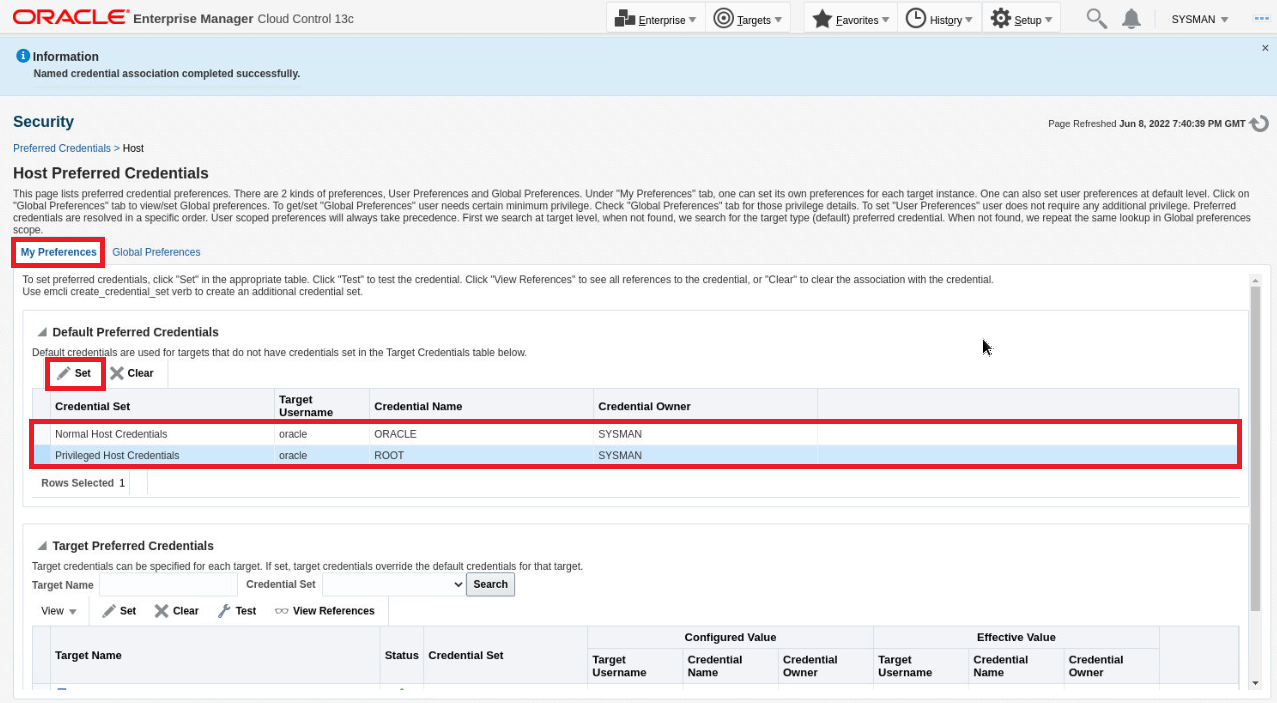 ORACLE Enterprise Manager Cloud Control 13c Enterprise Targets Favorites History Setup SYSMAN
Information
Named credential association completed successfully.
Security
Page Refreshed Jun 8, 2022 7:40:39 PM GMT
Preferred Credentials > Host
Host Preferred Credentials
This page lists preferred credential preferences. There are 2 kinds of preferences, User Preferences and Global Preferences. Under "My Preferences" tab, one can set its own preferences for each target instance. One can also set user preferences at default level. Click on
"Global Preferences" tab to view/set Global preferences. To get/set "Global Preferences" user needs certain minimum privilege. Check "Global Preferences" tab for those privilege details. To set "User Preferences" user does not require any additional privilege. Preferred
credentials are resolved in a specific order. User scoped preferences will always take precedence. First we search at target level, when not found, we search for the target type (default) preferred credential. When not found, we repeat the same lookup in Global preferences
scope.
My Preferences Global Preferences
To set preferred credentials, click "Set" in the appropriate table. Click "Test" to test the credential. Click "View References" to see all references to the credential, or "Clear" to clear the association with the credential.
Use emcli create_credential_set verb to create an additional credential set.
Default Preferred Credentials
Default credentials are used for targets that do not have credentials set in the Target Credentials table below.
Set Clear
Credential Set Target Username Credential Name Credential Owner
Normal Host Credentials oracle ORACLE SYSMAN
Privileged Host Credentials oracle ROOT SYSMAN
Rows Selected 1
Target Preferred Credentials
Target credentials can be specified for each target. If set, target credentials override the default credentials for that target.
Target Name Credential Set Search
View Set Clear Test View References
Configured Value Effective Value
Target Name Status Credential Set
Target Username Credential Name Credential Owner Target Username Credential Name Credential Owner